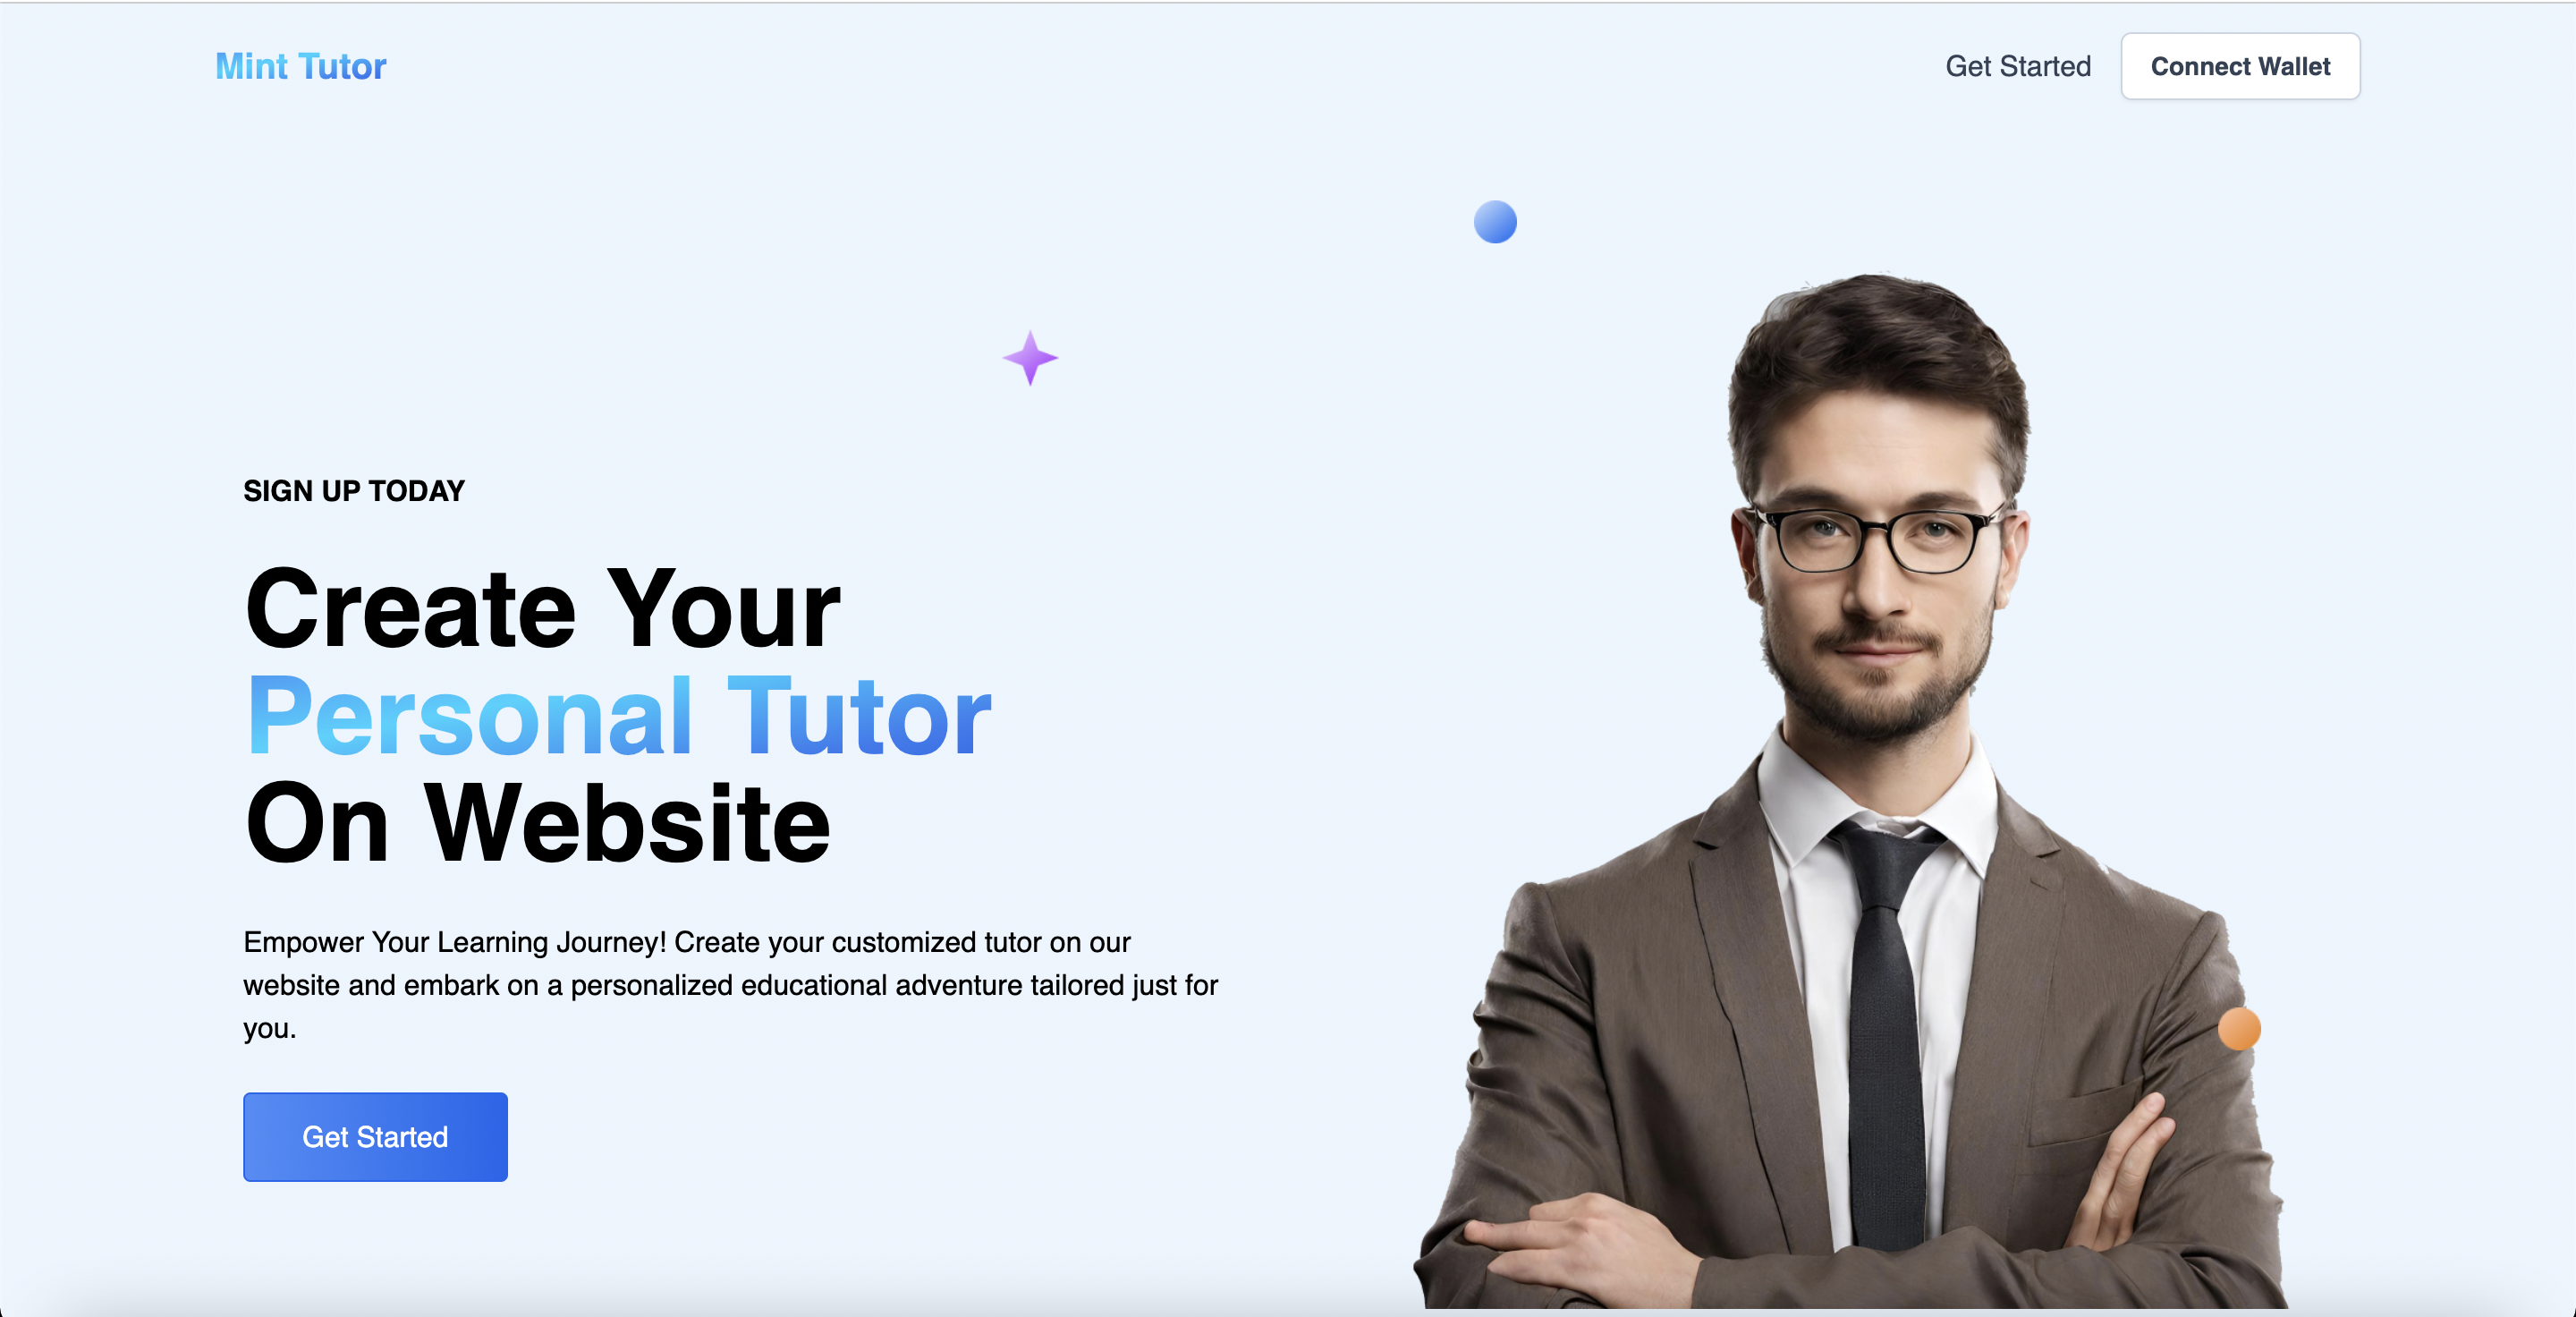 Mint Tutor
Get Started
Connect Wallet
SIGN UP TODAY
Create Your
Personal Tutor
On Website
Empower Your Learning Journey! Create your customized tutor on our
website and embark on a personalized educational adventure tailored just for
you.
Get Started